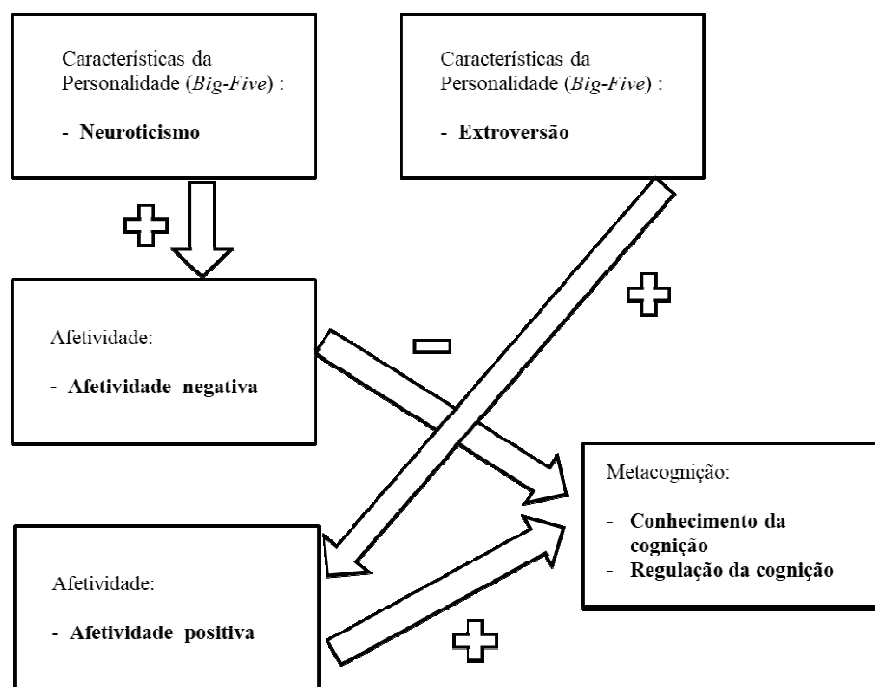 Características da
Personalidade (Big-Five) :
- Neuroticismo
Características da
Personalidade (Big-Five) :
- Extroversão
Afetividade:
- Afetividade negativa
Metacognição:
- Conhecimento da
cognição
- Regulação da cognição
Afetividade:
- Afetividade positiva